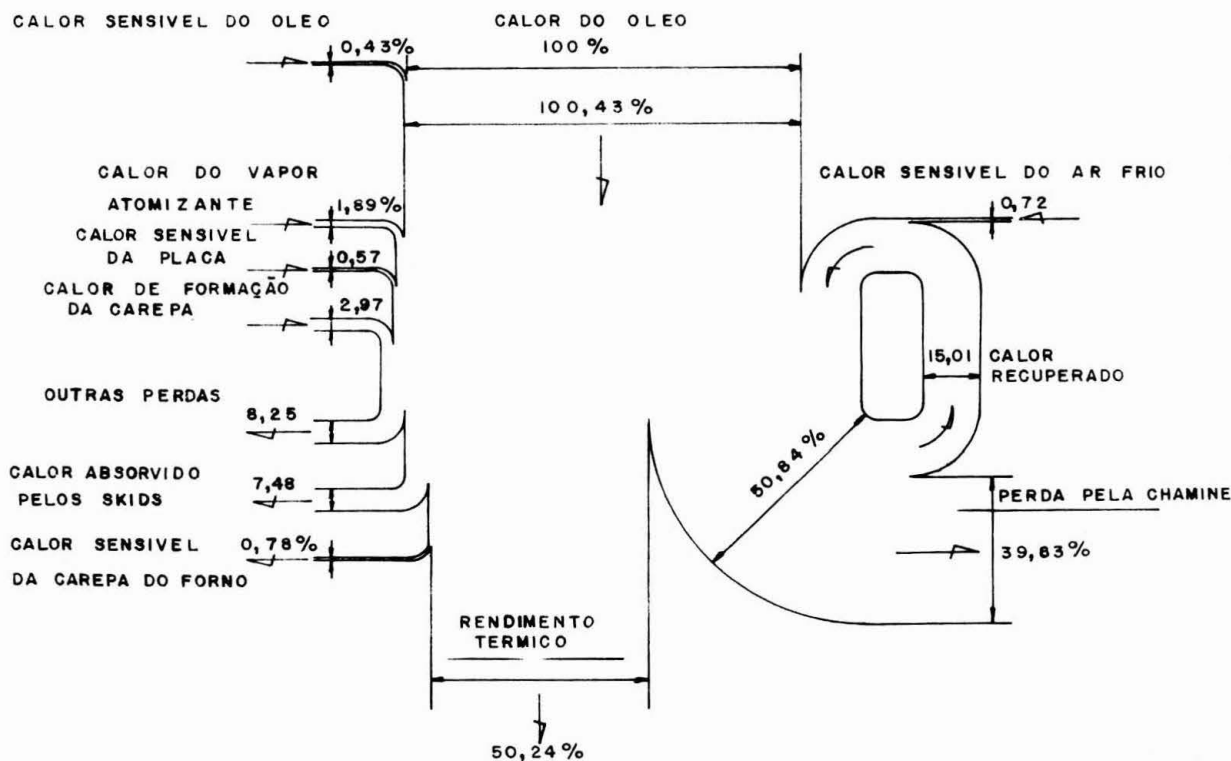 CALOR SENSIVEL DO OLEO
CALOR DO OLEO
0,43%
100%
100,43%
CALOR DO VAPOR
ATOMIZANTE
1,89%
CALOR SENSIVEL DO AR FRIO
0,72
CALOR SENSIVEL
DA PLACA
0,57
CALOR DE FORMAÇÃO
DA CAREPA
2,97
15,01 CALOR
RECUPERADO
OUTRAS PERDAS
8,25
50,84%
CALOR ABSORVIDO
PELOS SKIDS
7,48
PERDA PELA CHAMINE
39,83%
CALOR SENSIVEL
DA CAREPA DO FORNO
0,78%
RENDIMENTO
TERMICO
50,24%